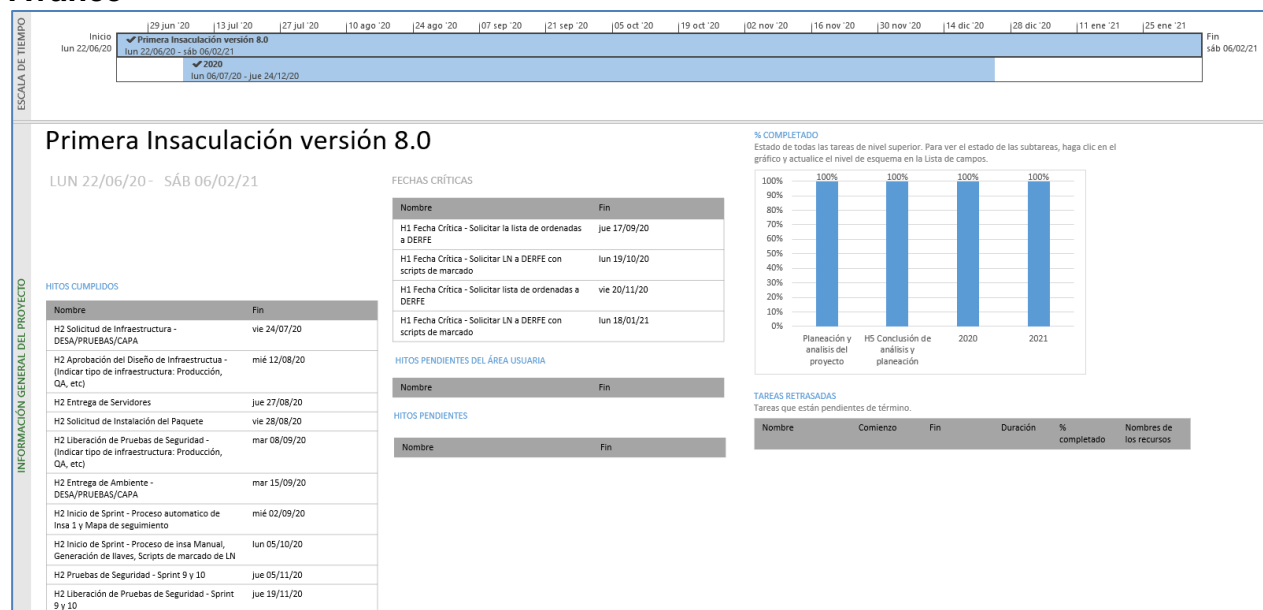 ESCALA DE TIEMPO
|29 jun '20 |13 jul '20 |27 jul '20 |10 ago '20 |24 ago '20 |07 sep '20 |21 sep '20 |05 oct '20 |19 oct '20 |02 nov '20 |16 nov '20 |30 nov '20 |14 dic '20 |28 dic '20 |11 ene '21 |25 ene '21
Inicio
lun 22/06/20
Primera Insaculación versión 8.0
lun 22/06/20 - sáb 06/02/21
2020
lun 06/07/20 - jue 24/12/20
Fin
sáb 06/02/21
INFORMACIÓN GENERAL DEL PROYECTO
Primera Insaculación versión 8.0
LUN 22/06/20 - SÁB 06/02/21
HITOS CUMPLIDOS
Nombre Fin
H2 Solicitud de Infraestructura - vie 24/07/20
DESA/PRUEBAS/CAPA
H2 Aprobación del Diseño de Infraestructua - mié 12/08/20
(Indicar tipo de infraestructura: Producción,
QA, etc)
H2 Entrega de Servidores jue 27/08/20
H2 Solicitud de Instalación del Paquete vie 28/08/20
H2 Liberación de Pruebas de Seguridad - mar 08/09/20
(Indicar tipo de infraestructura: Producción,
QA, etc)
H2 Entrega de Ambiente - mar 15/09/20
DESA/PRUEBAS/CAPA
H2 Inicio de Sprint - Proceso automatico de mié 02/09/20
Insa 1 y Mapa de seguimiento
H2 Inicio de Sprint - Proceso de insa Manual, lun 05/10/20
Generación de llaves, Scripts de marcado de LN
H2 Pruebas de Seguridad - Sprint 9 y 10 jue 05/11/20
H2 Liberación de Pruebas de Seguridad - Sprint jue 19/11/20
9 y 10
FECHAS CRÍTICAS
Nombre Fin
H1 Fecha Crítica - Solicitar la lista de ordenadas jue 17/09/20
a DERFE
H1 Fecha Crítica - Solicitar LN a DERFE con lun 19/10/20
scripts de marcado
H1 Fecha Crítica - Solicitar lista de ordenadas a vie 20/11/20
DERFE
H1 Fecha Crítica - Solicitar LN a DERFE con lun 18/01/21
scripts de marcado
HITOS PENDIENTES DEL ÁREA USUARIA
Nombre Fin
HITOS PENDIENTES
Nombre Fin
% COMPLETADO
Estado de todas las tareas de nivel superior. Para ver el estado de las subtareas, haga clic en el
gráfico y actualice el nivel de esquema en la Lista de campos.
100% 100% 100% 100%
100%
90%
80%
70%
60%
50%
40%
30%
20%
10%
0%
Planeación y
analisis del
proyecto
H5 Conclusión de
análisis y
planeación
2020
2021
TAREAS RETRASADAS
Tareas que están pendientes de término.
Nombre Comienzo Fin Duración % completado Nombres de los recursos